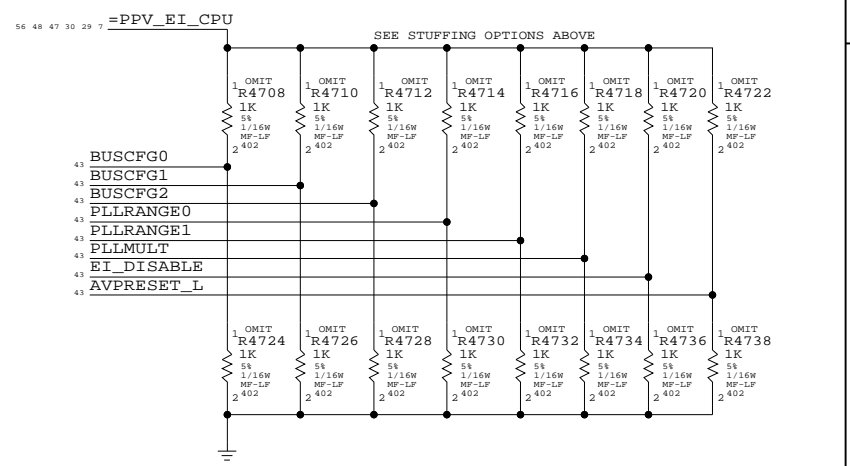 56 48 47 30 29 7 =PPV_EI_CPU
SEE STUFFING OPTIONS ABOVE
1 OMIT 1 OMIT 1 OMIT 1 OMIT 1 OMIT 1 OMIT 1 OMIT 1 OMIT
R4708 R4710 R4712 R4714 R4716 R4718 R4720 R4722
1K 1K 1K 1K 1K 1K 1K 1K
5% 5% 5% 5% 5% 5% 5% 5%
1/16W 1/16W 1/16W 1/16W 1/16W 1/16W 1/16W 1/16W
MF-LF MF-LF MF-LF MF-LF MF-LF MF-LF MF-LF MF-LF
2 402 2 402 2 402 2 402 2 402 2 402 2 402 2 402
43 BUSCFG0
43 BUSCFG1
43 BUSCFG2
43 PLLRANGE0
43 PLLRANGE1
43 PLLMULT
43 EI_DISABLE
43 AVPRESET_L
1 OMIT 1 OMIT 1 OMIT 1 OMIT 1 OMIT 1 OMIT 1 OMIT 1 OMIT
R4724 R4726 R4728 R4730 R4732 R4734 R4736 R4738
1K 1K 1K 1K 1K 1K 1K 1K
5% 5% 5% 5% 5% 5% 5% 5%
1/16W 1/16W 1/16W 1/16W 1/16W 1/16W 1/16W 1/16W
MF-LF MF-LF MF-LF MF-LF MF-LF MF-LF MF-LF MF-LF
2 402 2 402 2 402 2 402 2 402 2 402 2 402 2 402